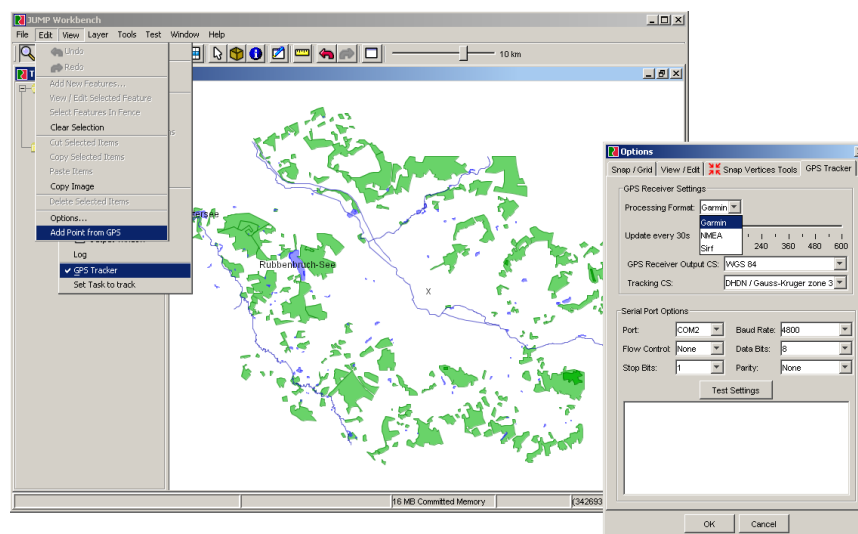 JUMP Workbench
File Edit View Layer Tools Test Window Help
10 km
Undo
Redo
Add New Features...
View / Edit Selected Feature
Select Features In Fence
Clear Selection
Cut Selected Items
Copy Selected Items
Paste Items
Copy Image
Delete Selected Items
Options...
Add Point from GPS
Log
GPS Tracker
Set Task to track
Rubbenbruch-See
X
16 MB Committed Memory
(342693
Options
Snap / Grid View / Edit Snap Vertices Tools GPS Tracker
GPS Receiver Settings
Processing Format: Garmin
Garmin
NMEA
Sirf
Update every 30s
240 360 480 600
GPS Receiver Output CS: WGS 84
Tracking CS: DHDN / Gauss-Kruger zone 3
Serial Port Options
Port: COM2 Baud Rate: 4800
Flow Control: None Data Bits: 8
Stop Bits: 1 Parity: None
Test Settings
OK Cancel